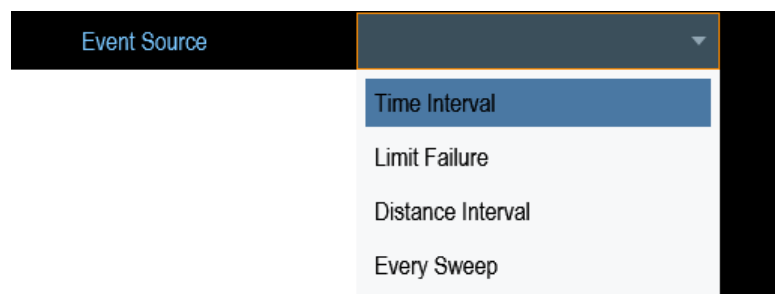 Event Source
Time Interval
Limit Failure
Distance Interval
Every Sweep